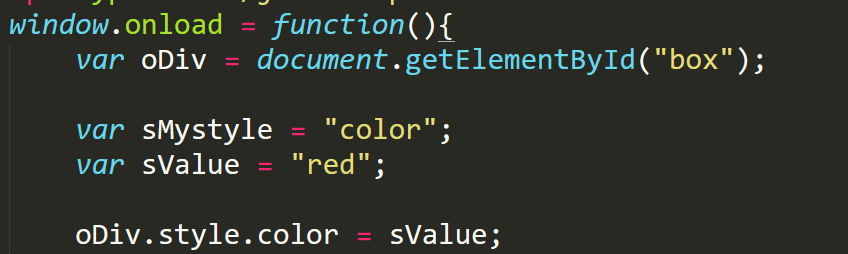 window.onload = function(){
var oDiv = document.getElementById("box");
var sMystyle = "color";
var sValue = "red";
oDiv.style.color = sValue;